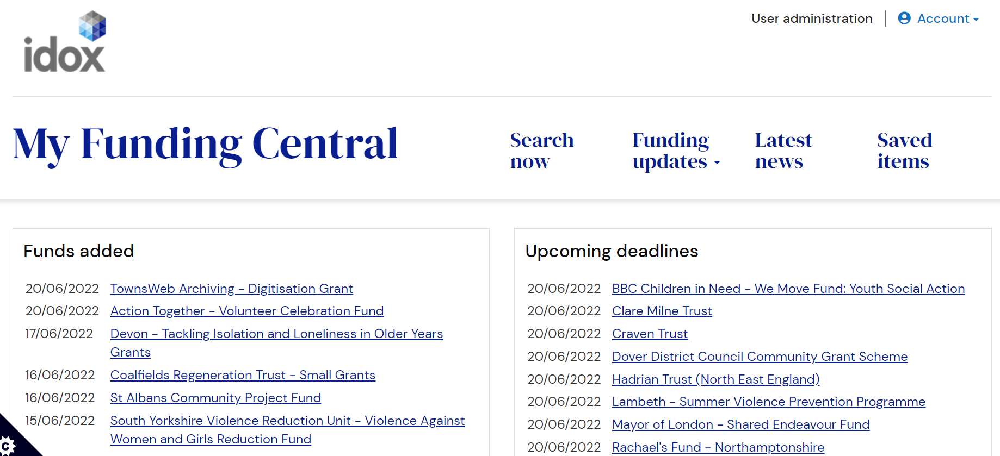 idox
User administration
Account
My Funding Central
Search now
Funding updates
Latest news
Saved items
Funds added
20/06/2022 TownsWeb Archiving - Digitisation Grant
20/06/2022 Action Together - Volunteer Celebration Fund
17/06/2022 Devon - Tackling Isolation and Loneliness in Older Years
Grants
16/06/2022 Coalfields Regeneration Trust - Small Grants
16/06/2022 St Albans Community Project Fund
15/06/2022 South Yorkshire Violence Reduction Unit - Violence Against
Women and Girls Reduction Fund
Upcoming deadlines
20/06/2022 BBC Children in Need - We Move Fund: Youth Social Action
20/06/2022 Clare Milne Trust
20/06/2022 Craven Trust
20/06/2022 Dover District Council Community Grant Scheme
20/06/2022 Hadrian Trust (North East England)
20/06/2022 Lambeth - Summer Violence Prevention Programme
20/06/2022 Mayor of London - Shared Endeavour Fund
20/06/2022 Rachael's Fund - Northamptonshire
C